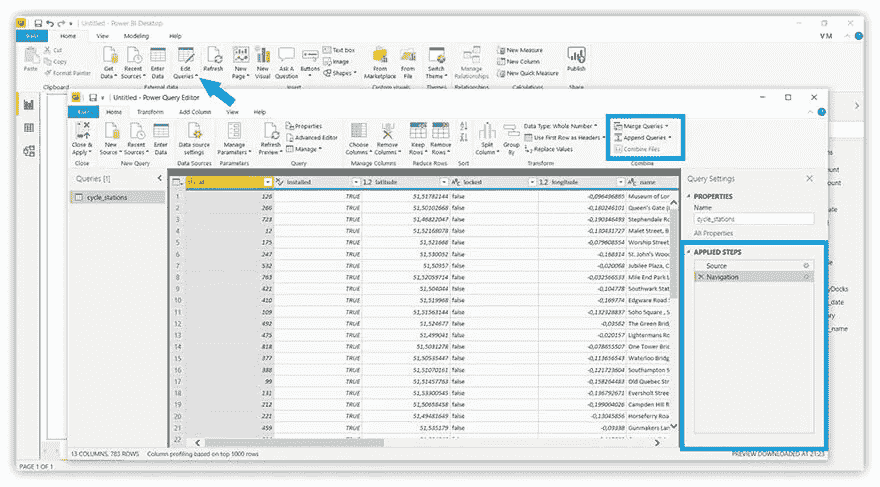 Untitled - Power BI Desktop
File Home View Modeling Help V M
Paste
Cut
Copy
Format Painter
Get Data
Recent Sources
Enter Data
Edit Queries
Refresh
New Page
New Visual
Ask A Question
Buttons
Text box
Image
Shapes
From Marketplace
From File
Switch Theme
Manage Relationships
New Measure
New Column
New Quick Measure
Publish
Clipboard External data Custom visuals Relationships Calculations Share
Untitled - Power Query Editor
File Home Transform Add Column View Help
Close & Apply
New Source
Recent Sources
Enter Data
Data source settings
Manage Parameters
Refresh Preview
Properties
Advanced Editor
Manage
Choose Columns
Remove Columns
Keep Rows
Remove Rows
Split Column
Group By
Data Type: Whole Number
Use First Row as Headers
Replace Values
Merge Queries
Append Queries
Combine Files
Close New Query Data Sources Parameters Query Manage Columns Reduce Rows Sort Transform Combine
Queries [1]
cycle_stations
id installed latitude locked longitude name
1 126 TRUE 51,51782144 false -0,096496865 Museum of Lon
2 266 TRUE 51,50102668 false -0,180246101 Queen's Gate (
3 723 TRUE 51,46822047 false -0,190346493 Stephendale Ro
4 12 TRUE 51,52168078 false -0,130431727 Malet Street, B
5 175 TRUE 51,521668 false -0,079608554 Worship Street
6 247 TRUE 51,530052 false -0,168314 St. John's Wood
7 532 TRUE 51,50957 false -0,020068 Jubilee Plaza, C
8 763 TRUE 51,52059714 false -0,032566533 Mile End Park L
9 421 TRUE 51,504044 false -0,104778 Southwark Stat
10 410 TRUE 51,519968 false -0,169774 Edgware Road
11 109 TRUE 51,51563144 false -0,132328837 Soho Square , S
12 492 TRUE 51,524677 false -0,03562 The Green Brid
13 475 TRUE 51,499041 false -0,020157 Lightermans Ro
14 818 TRUE 51,5031278 false -0,078655507 One Tower Brid
15 377 TRUE 51,50535447 false -0,113656543 Waterloo Bridg
16 388 TRUE 51,51070161 false -0,121723604 Southampton S
17 99 TRUE 51,51457763 false -0,158264483 Old Quebec Str
18 131 TRUE 51,53300545 false -0,136792671 Eversholt Stree
19 212 TRUE 51,50658458 false -0,199004026 Campden Hill R
20 221 TRUE 51,49481649 false -0,13045856 Horseferry Road
21 459 TRUE 51,535179 false -0,03338 Gunmakers Lan
22
13 COLUMNS, 783 ROWS Column profiling based on top 1000 rows
PREVIEW DOWNLOADED AT 21:23
Query Settings
PROPERTIES
Name
cycle_stations
All Properties
APPLIED STEPS
Source
Navigation
PAGE 1 OF 1